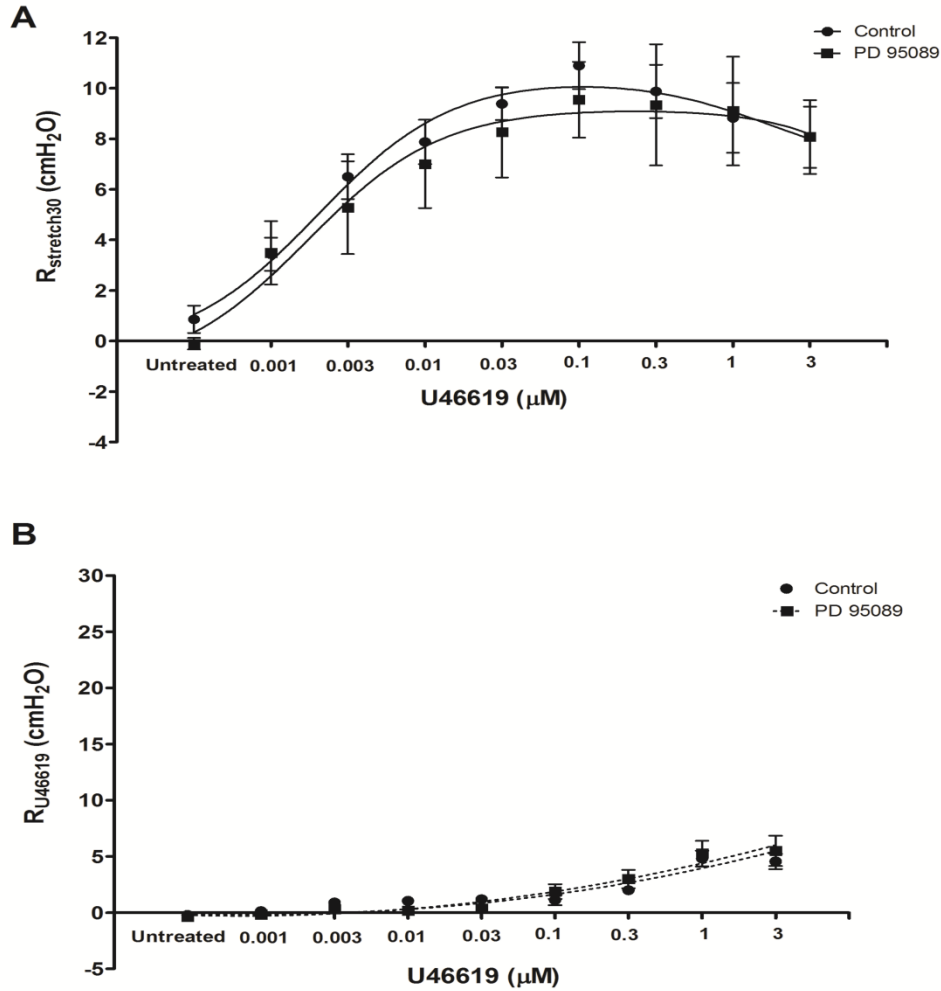 A
Control
PD 95089
R_stretch30 (cmH₂O)
12
10
8
6
4
2
0
-2
-4
Untreated 0.001 0.003 0.01 0.03 0.1 0.3 1 3
U46619 (µM)
B
Control
PD 95089
R_U46619 (cmH₂O)
30
25
20
15
10
5
0
-5
Untreated 0.001 0.003 0.01 0.03 0.1 0.3 1 3
U46619 (µM)